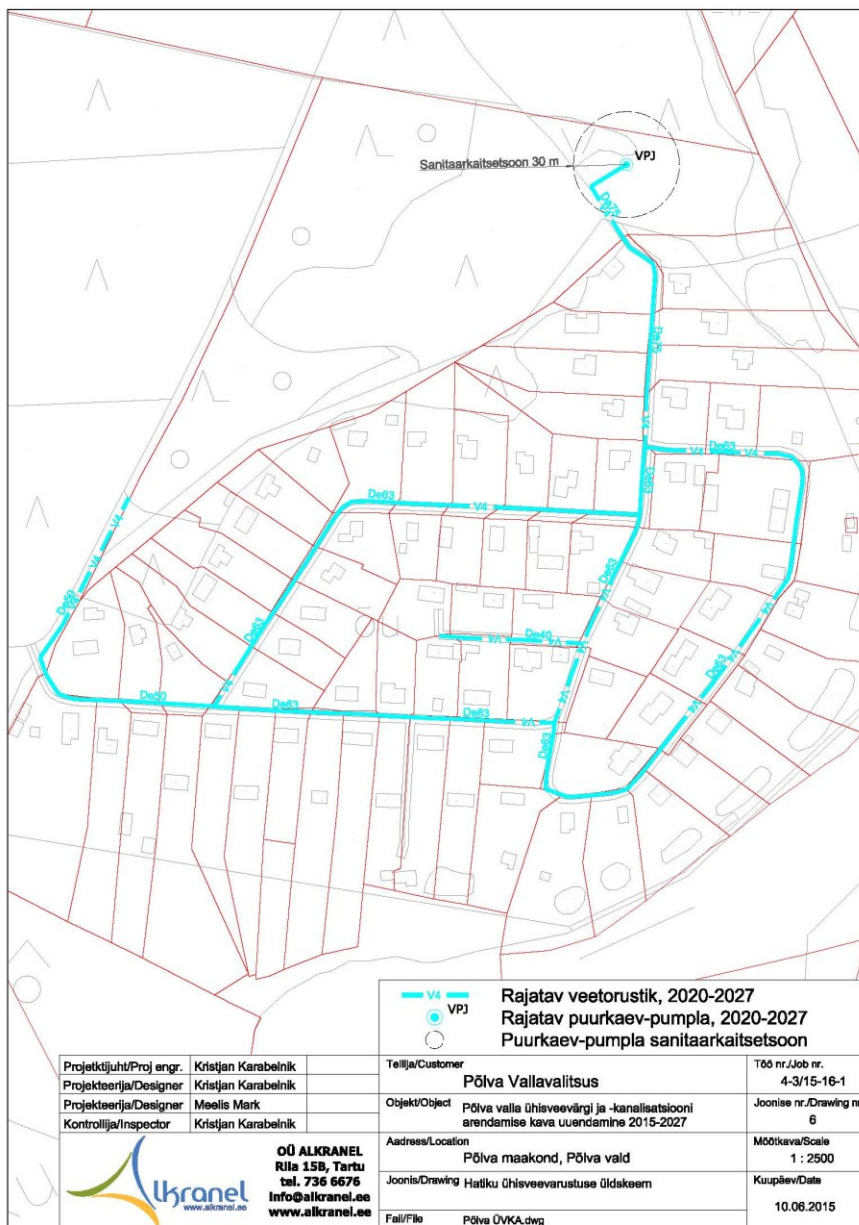 VPJ
Sanitaarkaitsetsoon 30 m
De75
De75
V4
De63
V4
V4
De63
De63
V4
De63
V4
V4
De50
V4
De63
V4
De63
V4
De40
V4
V4
V4
De63
V4
V4
V4
De50
De63
De63
V4
De63
ÕU
V4 Rajatav veetorustik, 2020-2027
VPJ Rajatav puurkaev-pumpla, 2020-2027
Puurkaev-pumpla sanitaarkaitsetsoon
Projetktijuht/Proj engr. Kristjan Karabelnik
Projekteerija/Designer Kristjan Karabelnik
Projekteerija/Designer Meelis Mark
Kontrollija/Inspector Kristjan Karabelnik
Alkranel
www.alkranel.ee
OÜ ALKRANEL
Riia 15B, Tartu
tel. 736 6676
info@alkranel.ee
www.alkranel.ee
Tellija/Customer
Põlva Vallavalitsus
Töö nr./Job nr.
4-3/15-16-1
Objekt/Object Põlva valla ühisveevärgi ja -kanalisatsiooni
arendamise kava uuendamine 2015-2027
Joonise nr./Drawing nr
6
Aadress/Location
Põlva maakond, Põlva vald
Mõõtkava/Scale
1 : 2500
Joonis/Drawing Hatiku ühisveevarustuse üldskeem
Kuupäev/Date
10.06.2015
Fail/File Põlva ÜVKA.dwg